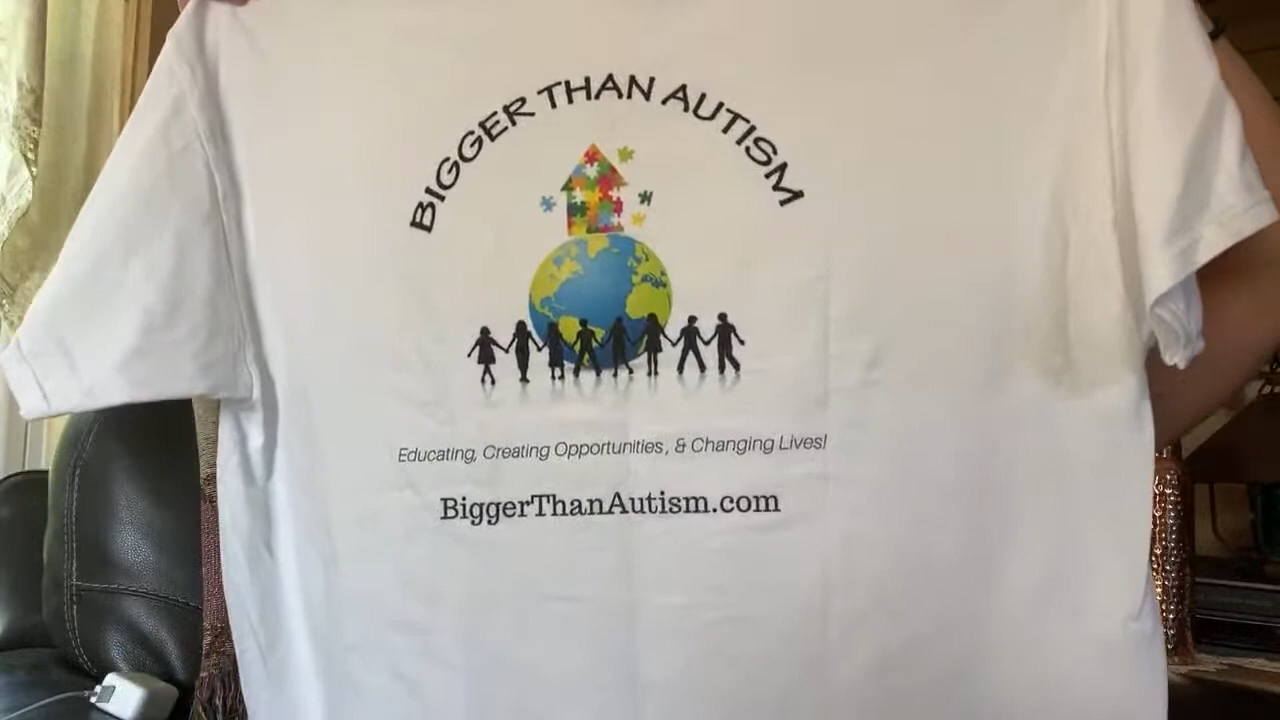 BIGGER THAN AUTISM
Educating, Creating Opportunities, & Changing Lives!
BiggerThanAutism.com